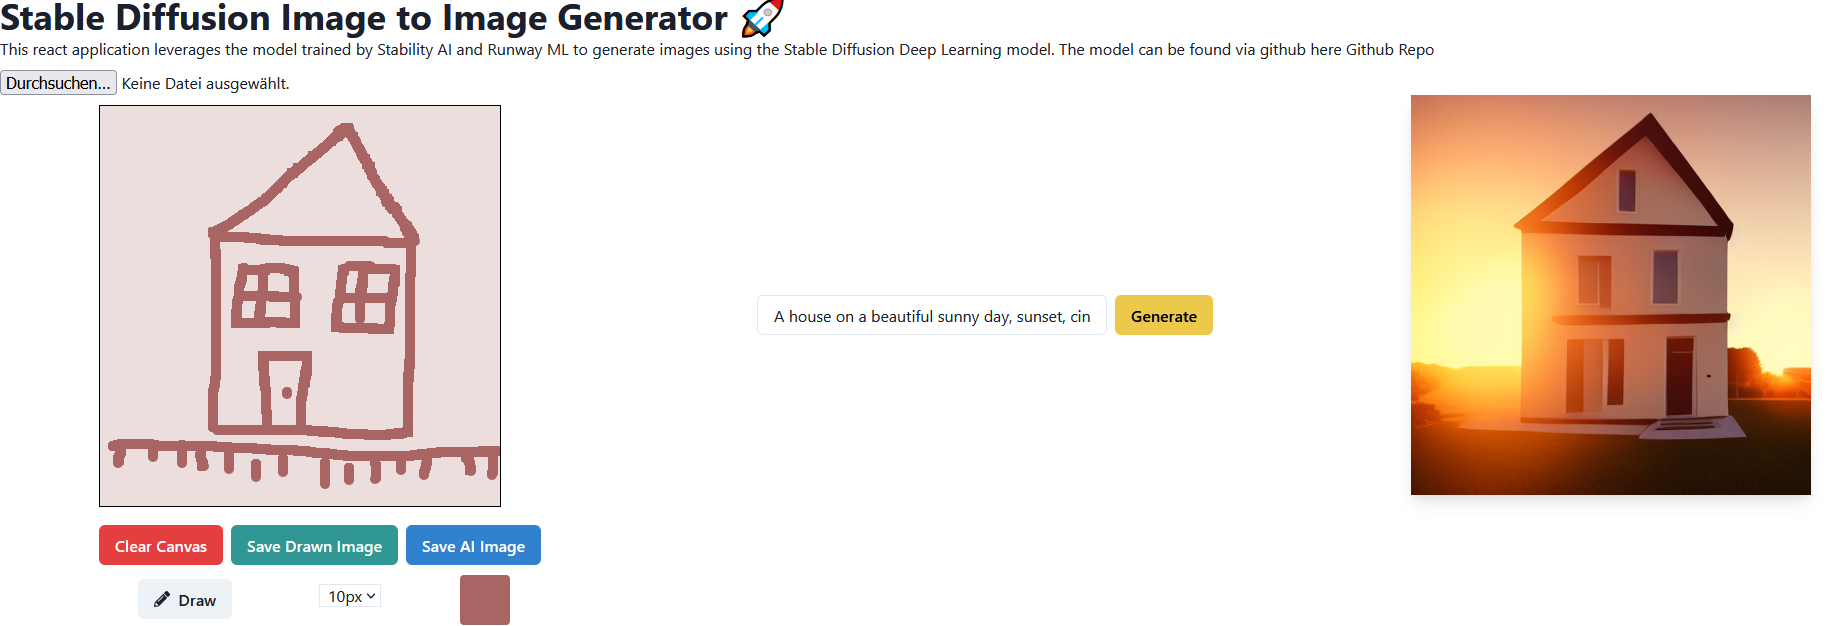 Stable Diffusion Image to Image Generator 🚀
This react application leverages the model trained by Stability AI and Runway ML to generate images using the Stable Diffusion Deep Learning model. The model can be found via github here Github Repo
Durchsuchen... Keine Datei ausgewählt.
A house on a beautiful sunny day, sunset, cin
Generate
Clear Canvas
Save Drawn Image
Save AI Image
Draw
10px